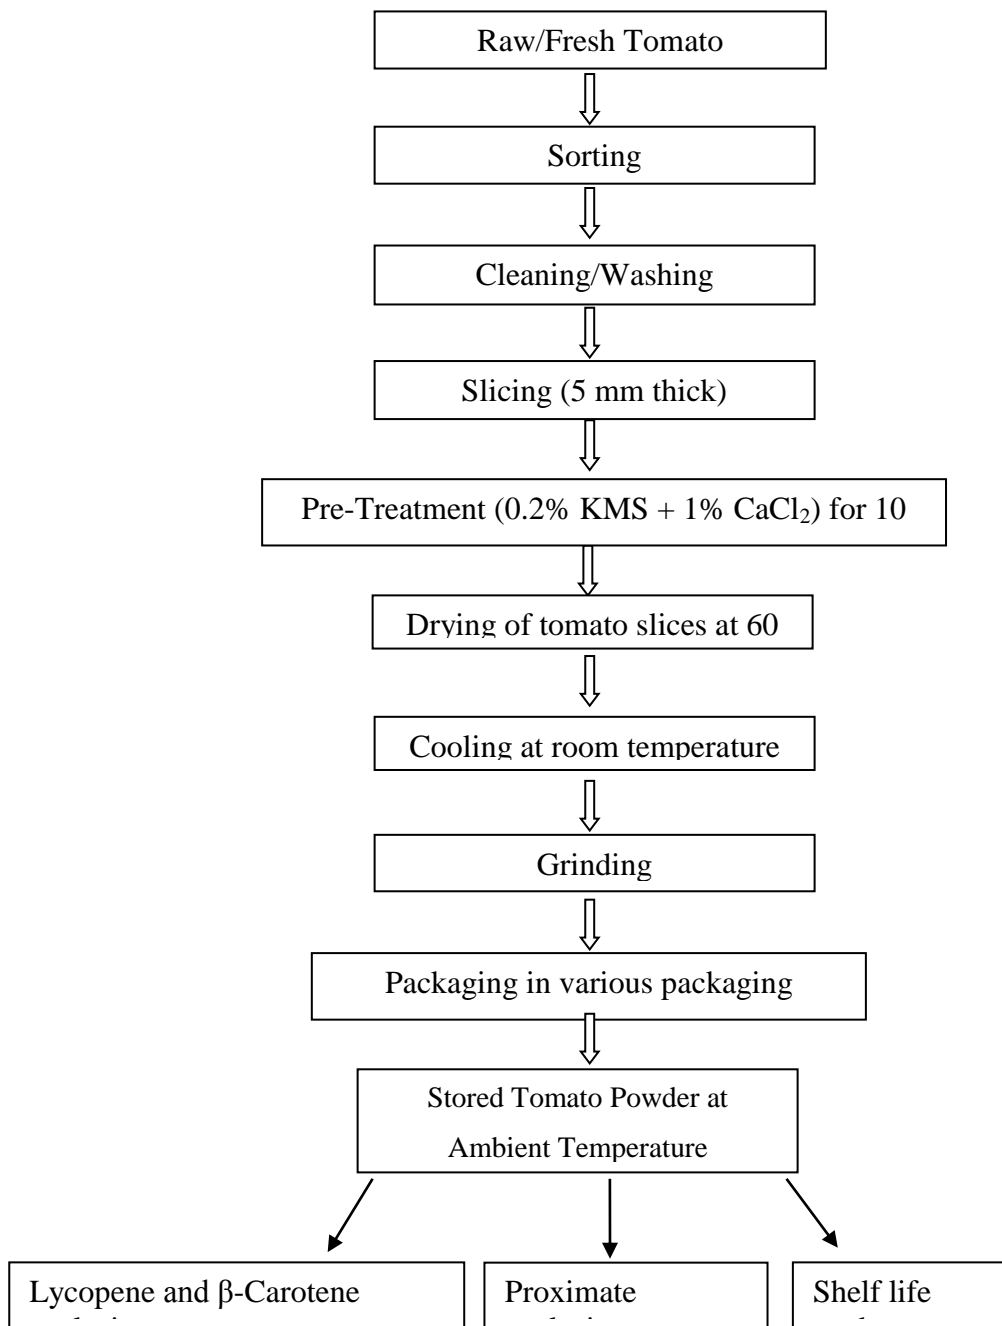 Raw/Fresh Tomato
Sorting
Cleaning/Washing
Slicing (5 mm thick)
Pre-Treatment (0.2% KMS + 1% CaCl₂) for 10
Drying of tomato slices at 60
Cooling at room temperature
Grinding
Packaging in various packaging
Stored Tomato Powder at
Ambient Temperature
Lycopene and β-Carotene
Proximate
Shelf life